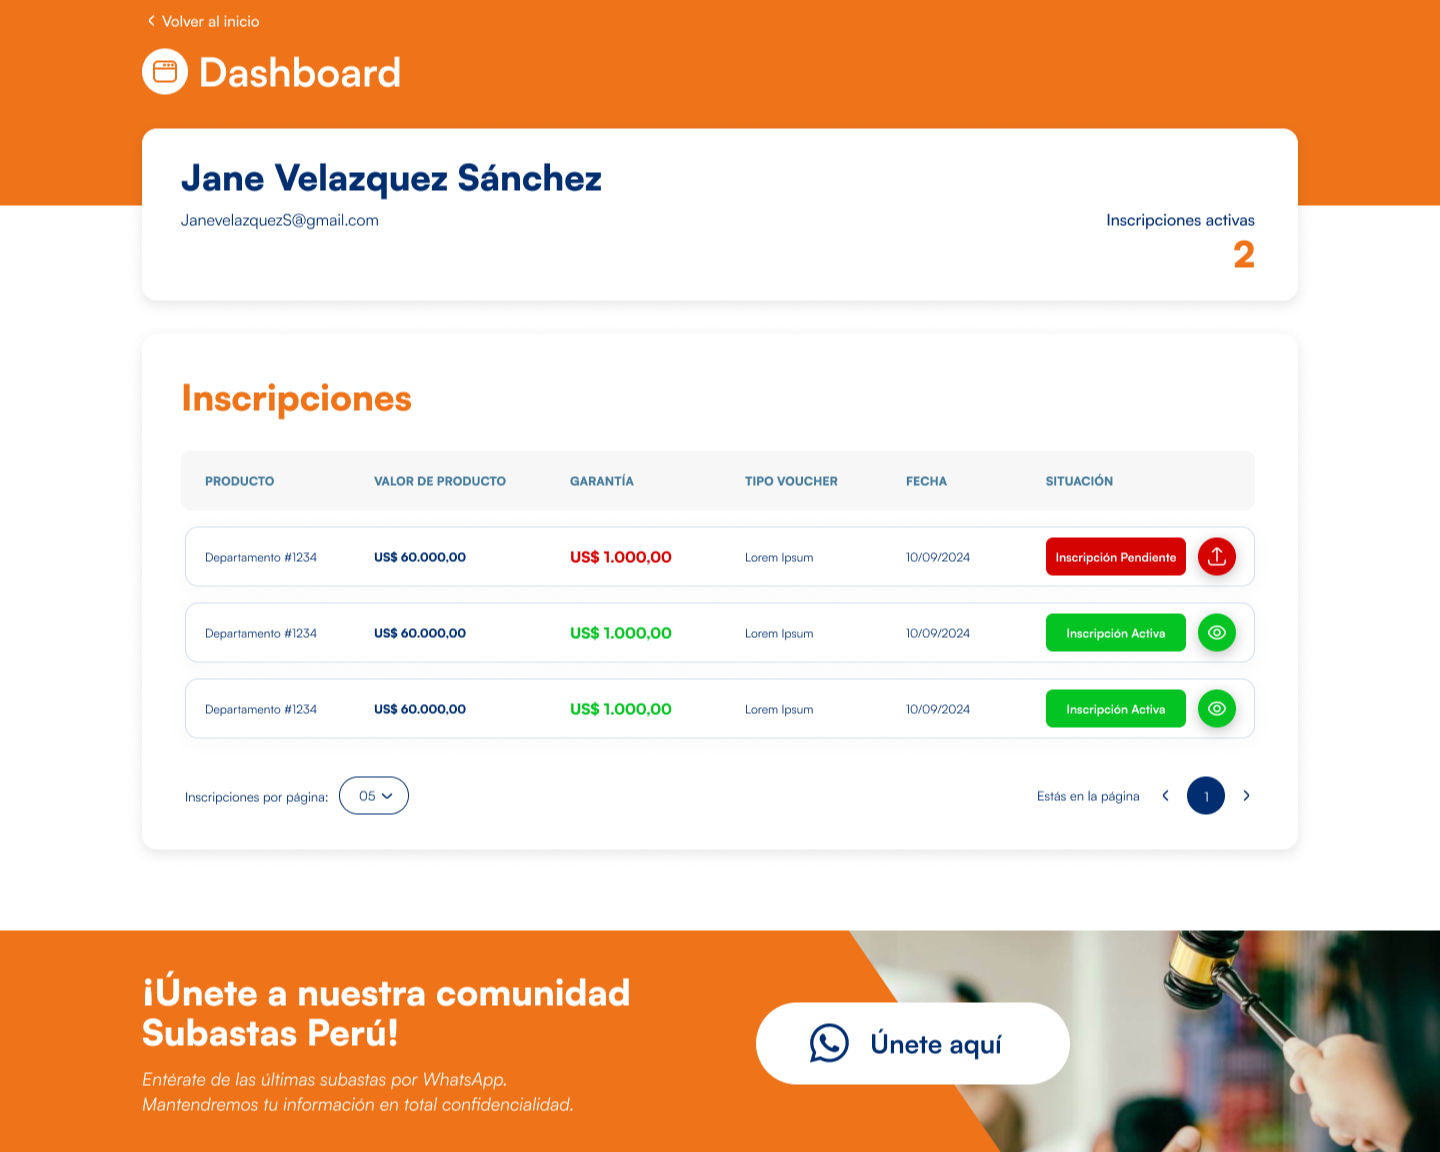 Volver al inicio
Dashboard
Jane Velazquez Sánchez
JanevelazquezS@gmail.com
Inscripciones activas
2
Inscripciones
PRODUCTO VALOR DE PRODUCTO GARANTÍA TIPO VOUCHER FECHA SITUACIÓN
Departamento #1234 US$ 60.000,00 US$ 1.000,00 Lorem Ipsum 10/09/2024 Inscripción Pendiente
Departamento #1234 US$ 60.000,00 US$ 1.000,00 Lorem Ipsum 10/09/2024 Inscripción Activa
Departamento #1234 US$ 60.000,00 US$ 1.000,00 Lorem Ipsum 10/09/2024 Inscripción Activa
Inscripciones por página: 05 Estás en la página 1
¡Únete a nuestra comunidad
Subastas Perú!
Entérate de las últimas subastas por WhatsApp.
Mantendremos tu información en total confidencialidad.
Únete aquí